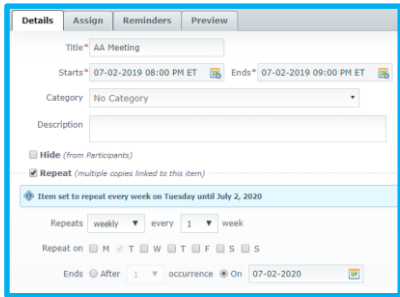 Details Assign Reminders Preview
Title* AA Meeting
Starts* 07-02-2019 08:00 PM ET Ends* 07-02-2019 09:00 PM ET
Category No Category
Description
Hide (from Participants)
Repeat (multiple copies linked to this item)
Item set to repeat every week on Tuesday until July 2, 2020
Repeats weekly every 1 week
Repeat on M T W T F S S
Ends After 1 occurrence On 07-02-2020